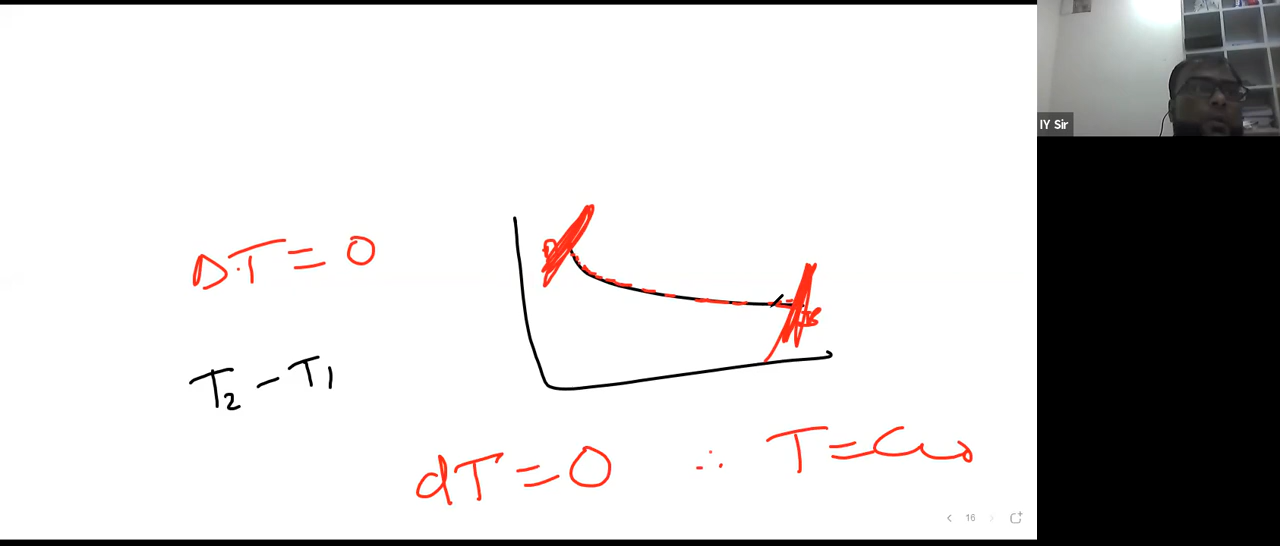 IY Sir
ΔT = 0
T₂ - T₁
dT = 0 ∴ T =
16